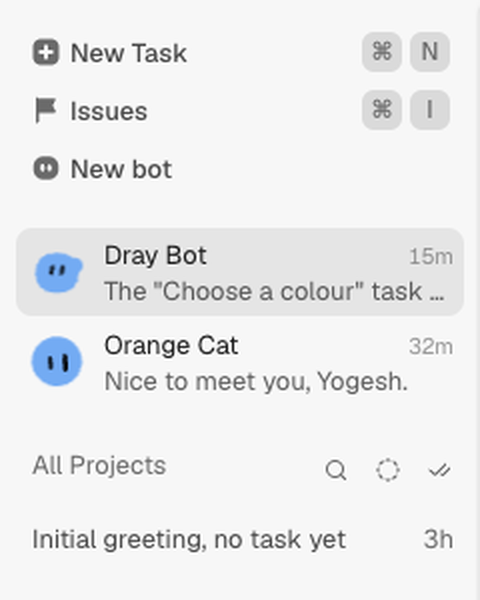 New Task ⌘ N
Issues ⌘ I
New bot
Dray Bot 15m
The "Choose a colour" task ...
Orange Cat 32m
Nice to meet you, Yogesh.
All Projects
Initial greeting, no task yet 3h